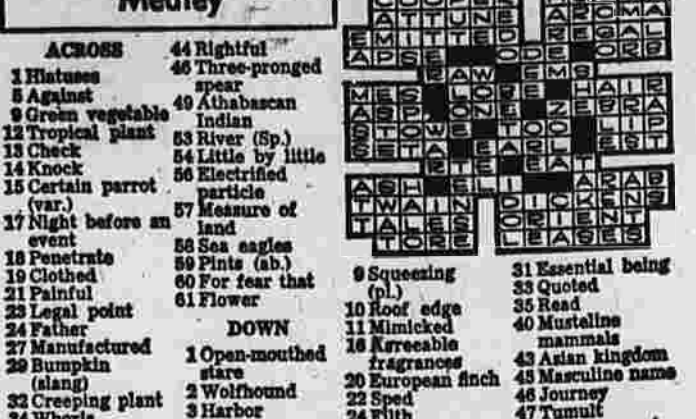 Medley
ACROSS
1 Hiatuses
5 Against
9 Green vegetable
12 Tropical plant
13 Check
14 Knock
15 Certain parrot
(var.)
17 Night before an
event
18 Penetrate
19 Clothed
21 Painful
23 Legal point
24 Father
27 Manufactured
29 Bumpkin
(slang)
32 Creeping plant
44 Rightful
46 Three-pronged
spear
49 Athabascan
Indian
53 River (Sp.)
54 Little by little
56 Electrified
particle
57 Measure of
land
58 Sea eagles
59 Pints (ab.)
60 For fear that
61 Flower
DOWN
1 Open-mouthed
stare
2 Wolfhound
3 Harbor
ATTUNE AROMA
EMITTED REGAL
APSE ODE ORB
RAW EMS
MES LOBE HAIR
ASP ONE ZEBRA
STOWE TOO LIP
SETA EARL EST
RTE EAT
ASH ELI ARAB
TWAIN DICKENS
TALES ORIENT
TORE LEASES
9 Squeezing
(pl.)
10 Roof edge
11 Mimicked
16 Agreeable
fragrances
20 European finch
22 Sped
24 Filth
31 Essential being
33 Quoted
35 Read
40 Musteline
mammals
43 Asian kingdom
45 Masculine name
46 Journey
47 Tumult